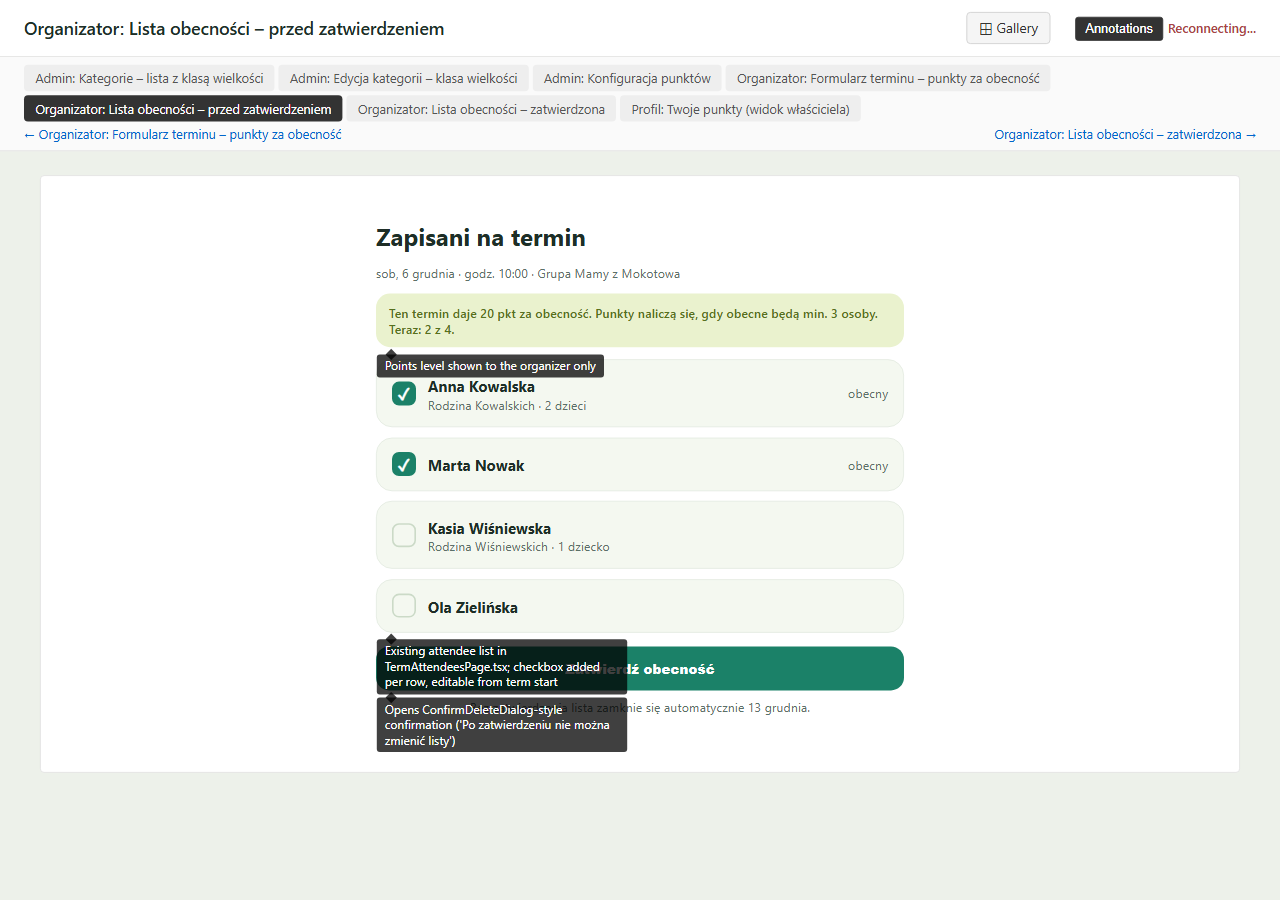 Organizator: Lista obecności – przed zatwierdzeniem
Gallery
Annotations
Reconnecting...
Admin: Kategorie – lista z klasą wielkości
Admin: Edycja kategorii – klasa wielkości
Admin: Konfiguracja punktów
Organizator: Formularz terminu – punkty za obecność
Organizator: Lista obecności – przed zatwierdzeniem
Organizator: Lista obecności – zatwierdzona
Profil: Twoje punkty (widok właściciela)
← Organizator: Formularz terminu – punkty za obecność
Organizator: Lista obecności – zatwierdzona →
Zapisani na termin
sob, 6 grudnia · godz. 10:00 · Grupa Mamy z Mokotowa
Ten termin daje 20 pkt za obecność. Punkty naliczą się, gdy obecne będą min. 3 osoby.
Teraz: 2 z 4.
Points level shown to the organizer only
Anna Kowalska
Rodzina Kowalskich · 2 dzieci
obecny
Marta Nowak
obecny
Kasia Wiśniewska
Rodzina Wiśniewskich · 1 dziecko
Ola Zielińska
Existing attendee list in
TermAttendeesPage.tsx; checkbox added
per row, editable from term start
Zatwierdź obecność
Opens ConfirmDeleteDialog-style
confirmation ('Po zatwierdzeniu nie można
zmienić listy')
lista zamknie się automatycznie 13 grudnia.